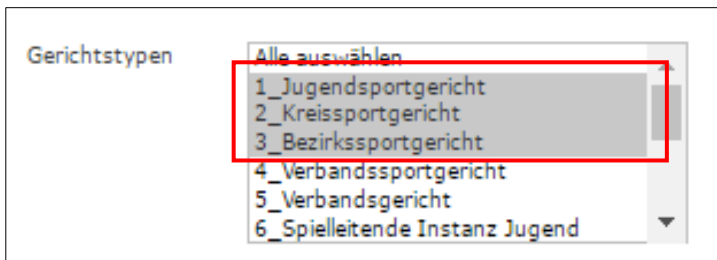 Gerichtstypen
Alle auswählen
1_Jugendsportgericht
2_Kreissportgericht
3_Bezirkssportgericht
4_Verbandssportgericht
5_Verbandsgericht
6_Spielleitende Instanz Jugend